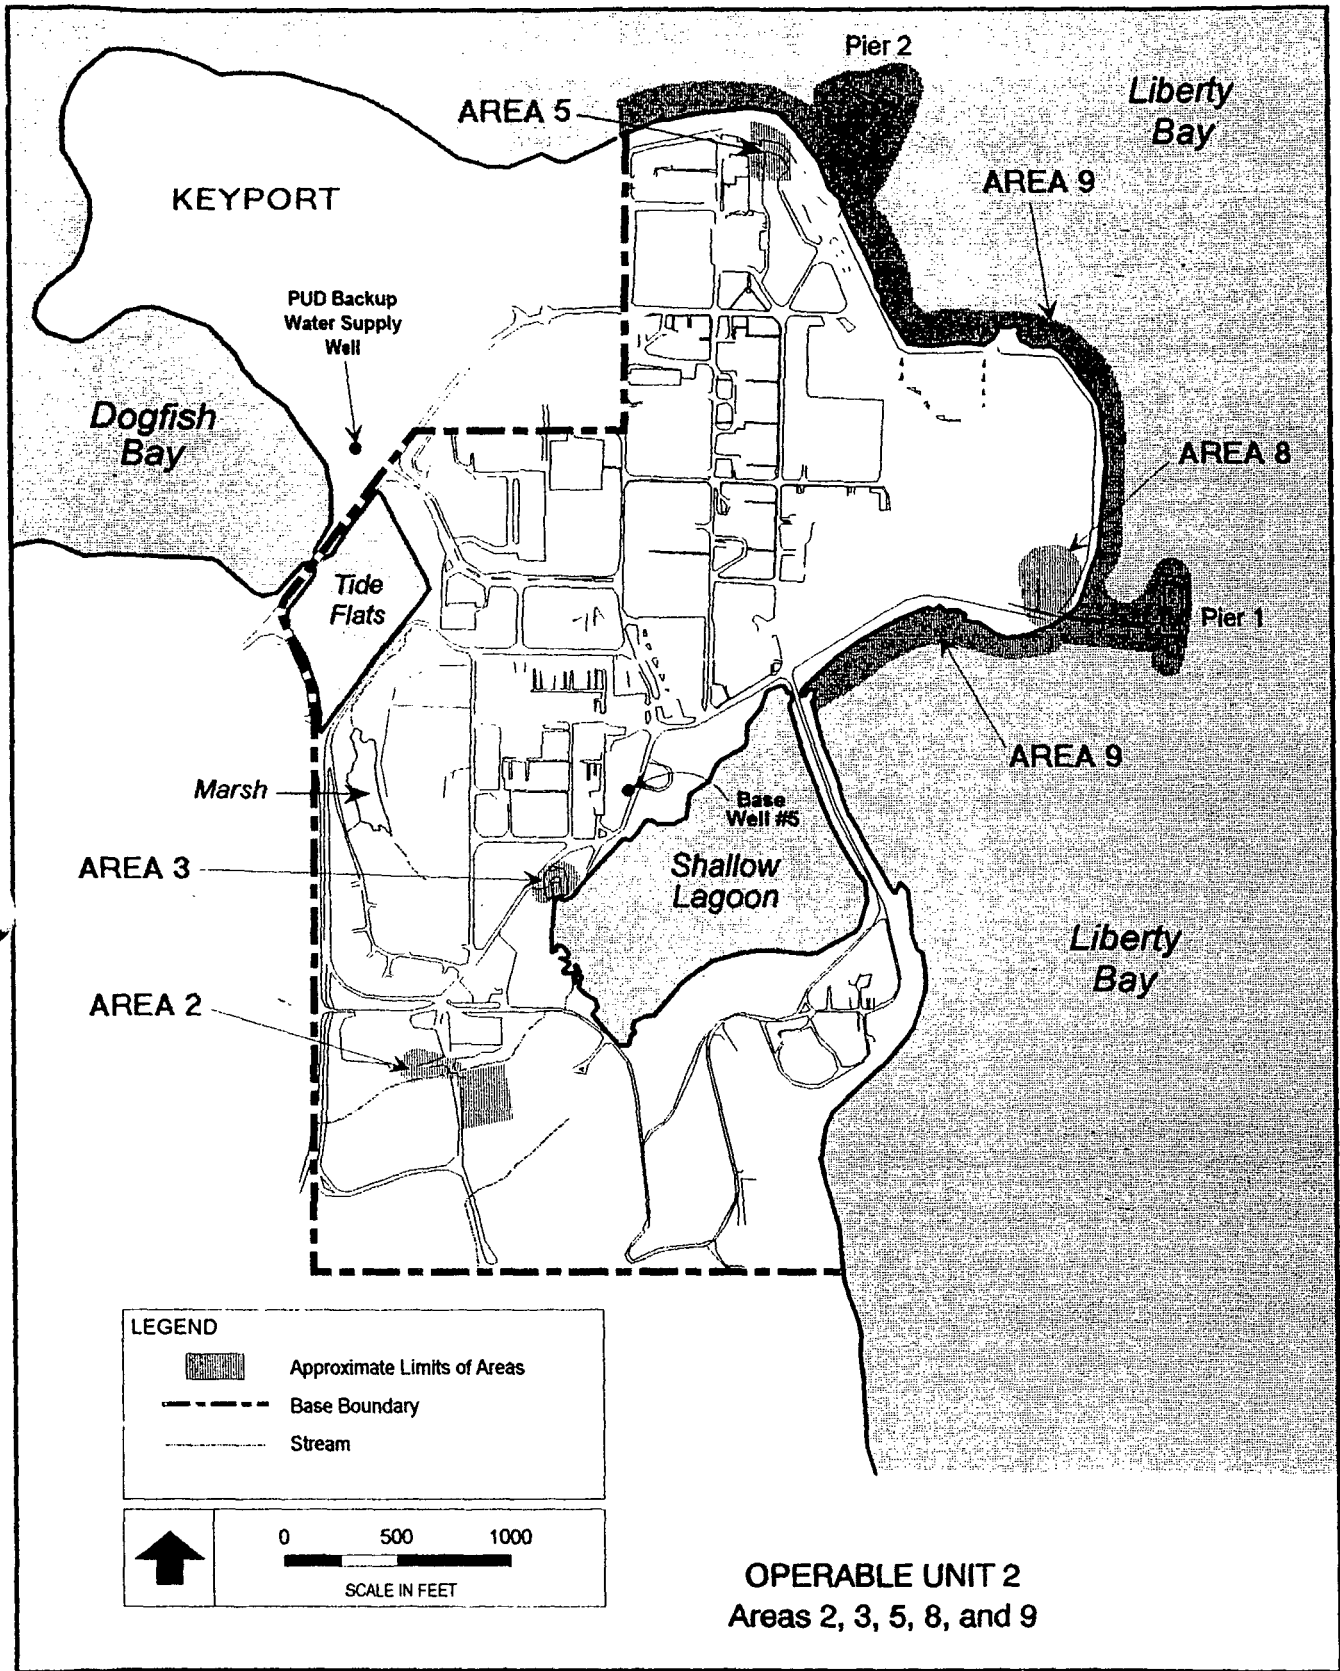 Pier 2
Liberty
Bay
AREA 5
AREA 9
KEYPORT
PUD Backup
Water Supply
Well
Dogfish
Bay
AREA 8
Tide
Flats
Pier 1
AREA 9
Marsh
Base
Well #5
AREA 3
Shallow
Lagoon
Liberty
Bay
AREA 2
LEGEND
Approximate Limits of Areas
Base Boundary
Stream
0 500 1000
SCALE IN FEET
OPERABLE UNIT 2
Areas 2, 3, 5, 8, and 9